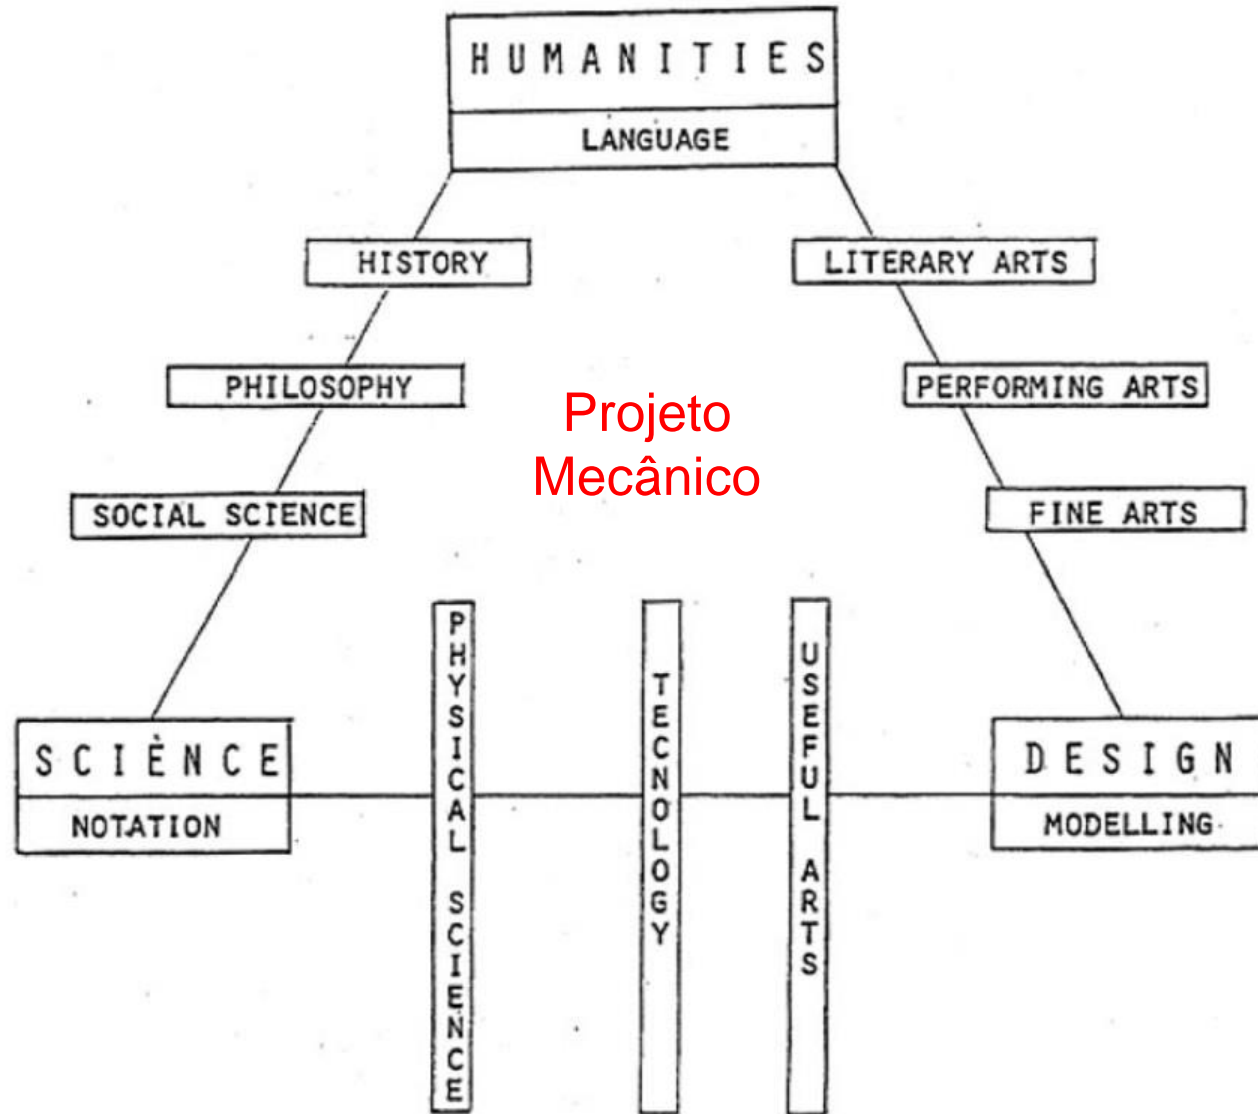 HUMANITIES
LANGUAGE
HISTORY
LITERARY ARTS
PHILOSOPHY
PERFORMING ARTS
Projeto
Mecânico
SOCIAL SCIENCE
FINE ARTS
PHYSICAL SCIENCE
TECNOLOGY
USEFUL ARTS
SCIENCE
NOTATION
DESIGN
MODELLING